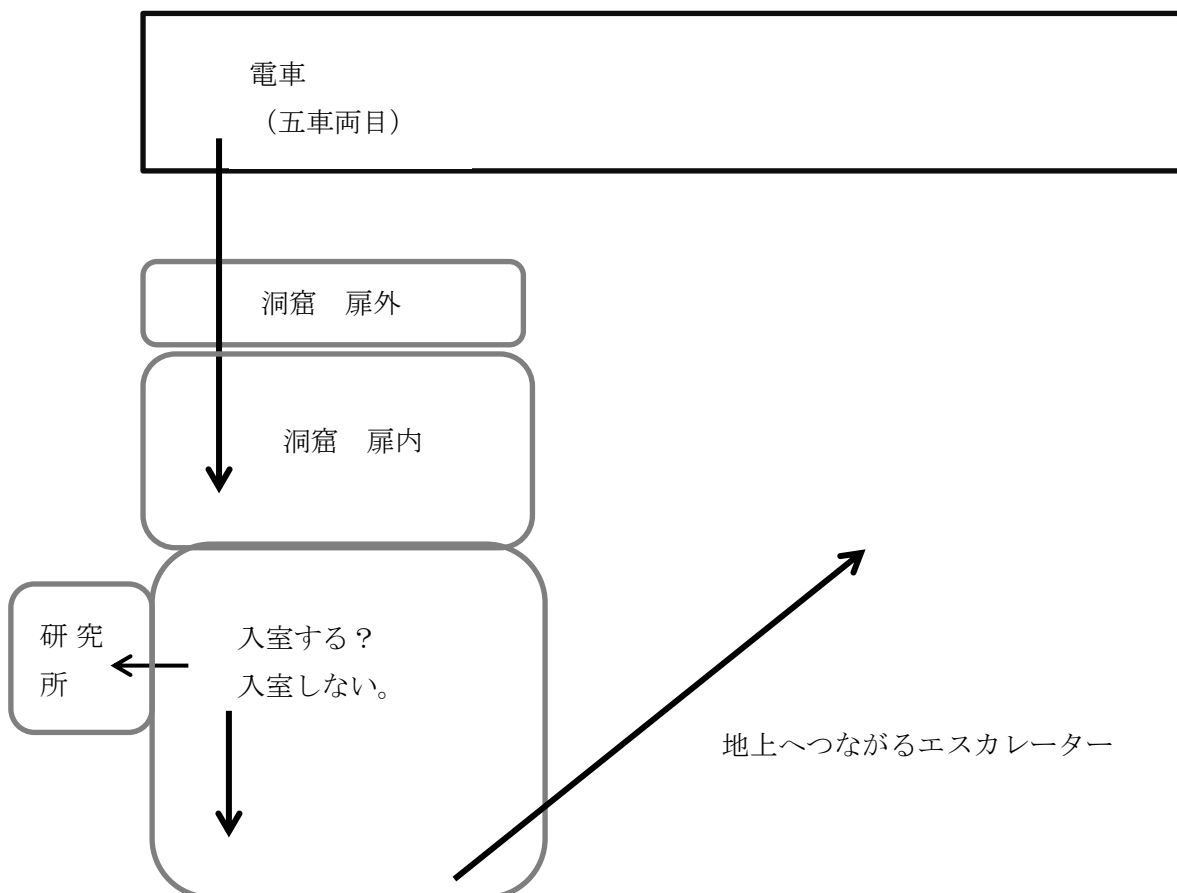 電車
（五車両目）
洞窟　扉外
洞窟　扉内
研 究
所
入室する？
入室しない。
地上へつながるエスカレーター